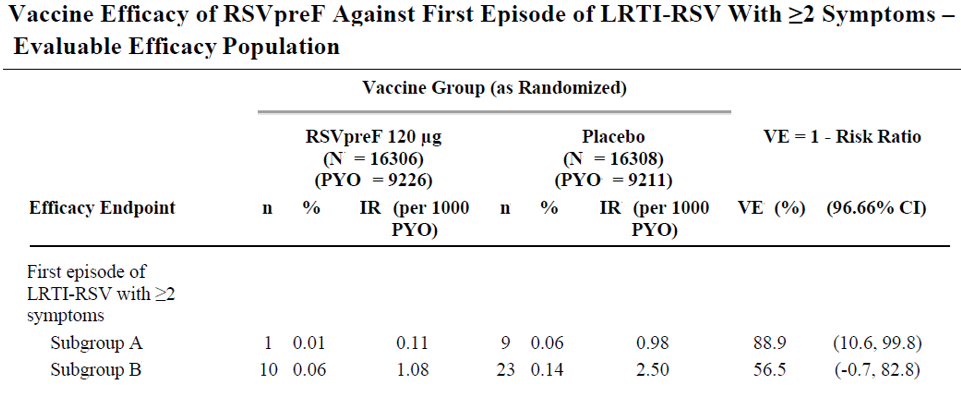 Vaccine Efficacy of RSVpreF Against First Episode of LRTI-RSV With ≥2 Symptoms –
Evaluable Efficacy Population
Vaccine Group (as Randomized)
RSVpreF 120 µg Placebo VE = 1 - Risk Ratio
(N = 16306) (N = 16308)
(PYO = 9226) (PYO = 9211)
Efficacy Endpoint n % IR (per 1000 n % IR (per 1000 VE (%) (96.66% CI)
PYO) PYO)
First episode of
LRTI-RSV with ≥2
symptoms
Subgroup A 1 0.01 0.11 9 0.06 0.98 88.9 (10.6, 99.8)
Subgroup B 10 0.06 1.08 23 0.14 2.50 56.5 (-0.7, 82.8)